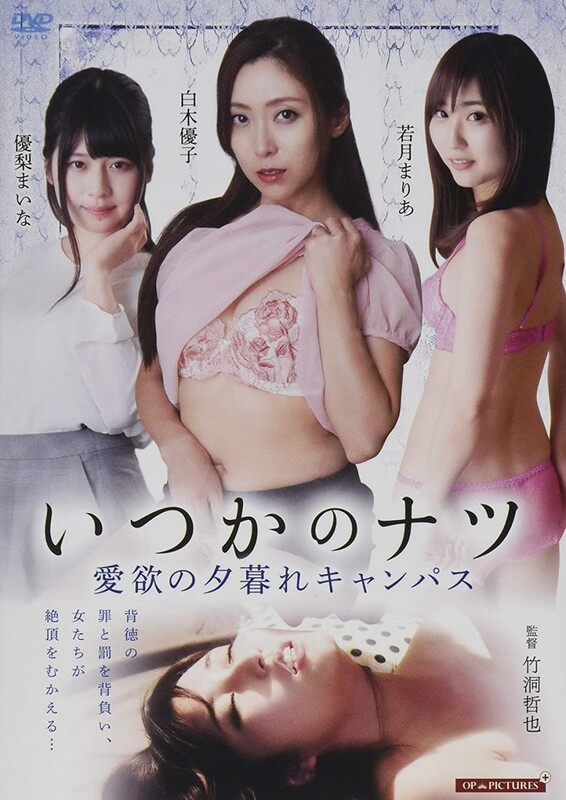 DVD
VIDEO
優梨まいな
白木優子
若月まりあ
いつかのナツ
愛欲の夕暮れキャンパス
背徳の
罪と罰を背負い、
女たちが
絶頂をむかえる…
監督 竹洞哲也
OP PICTURES+